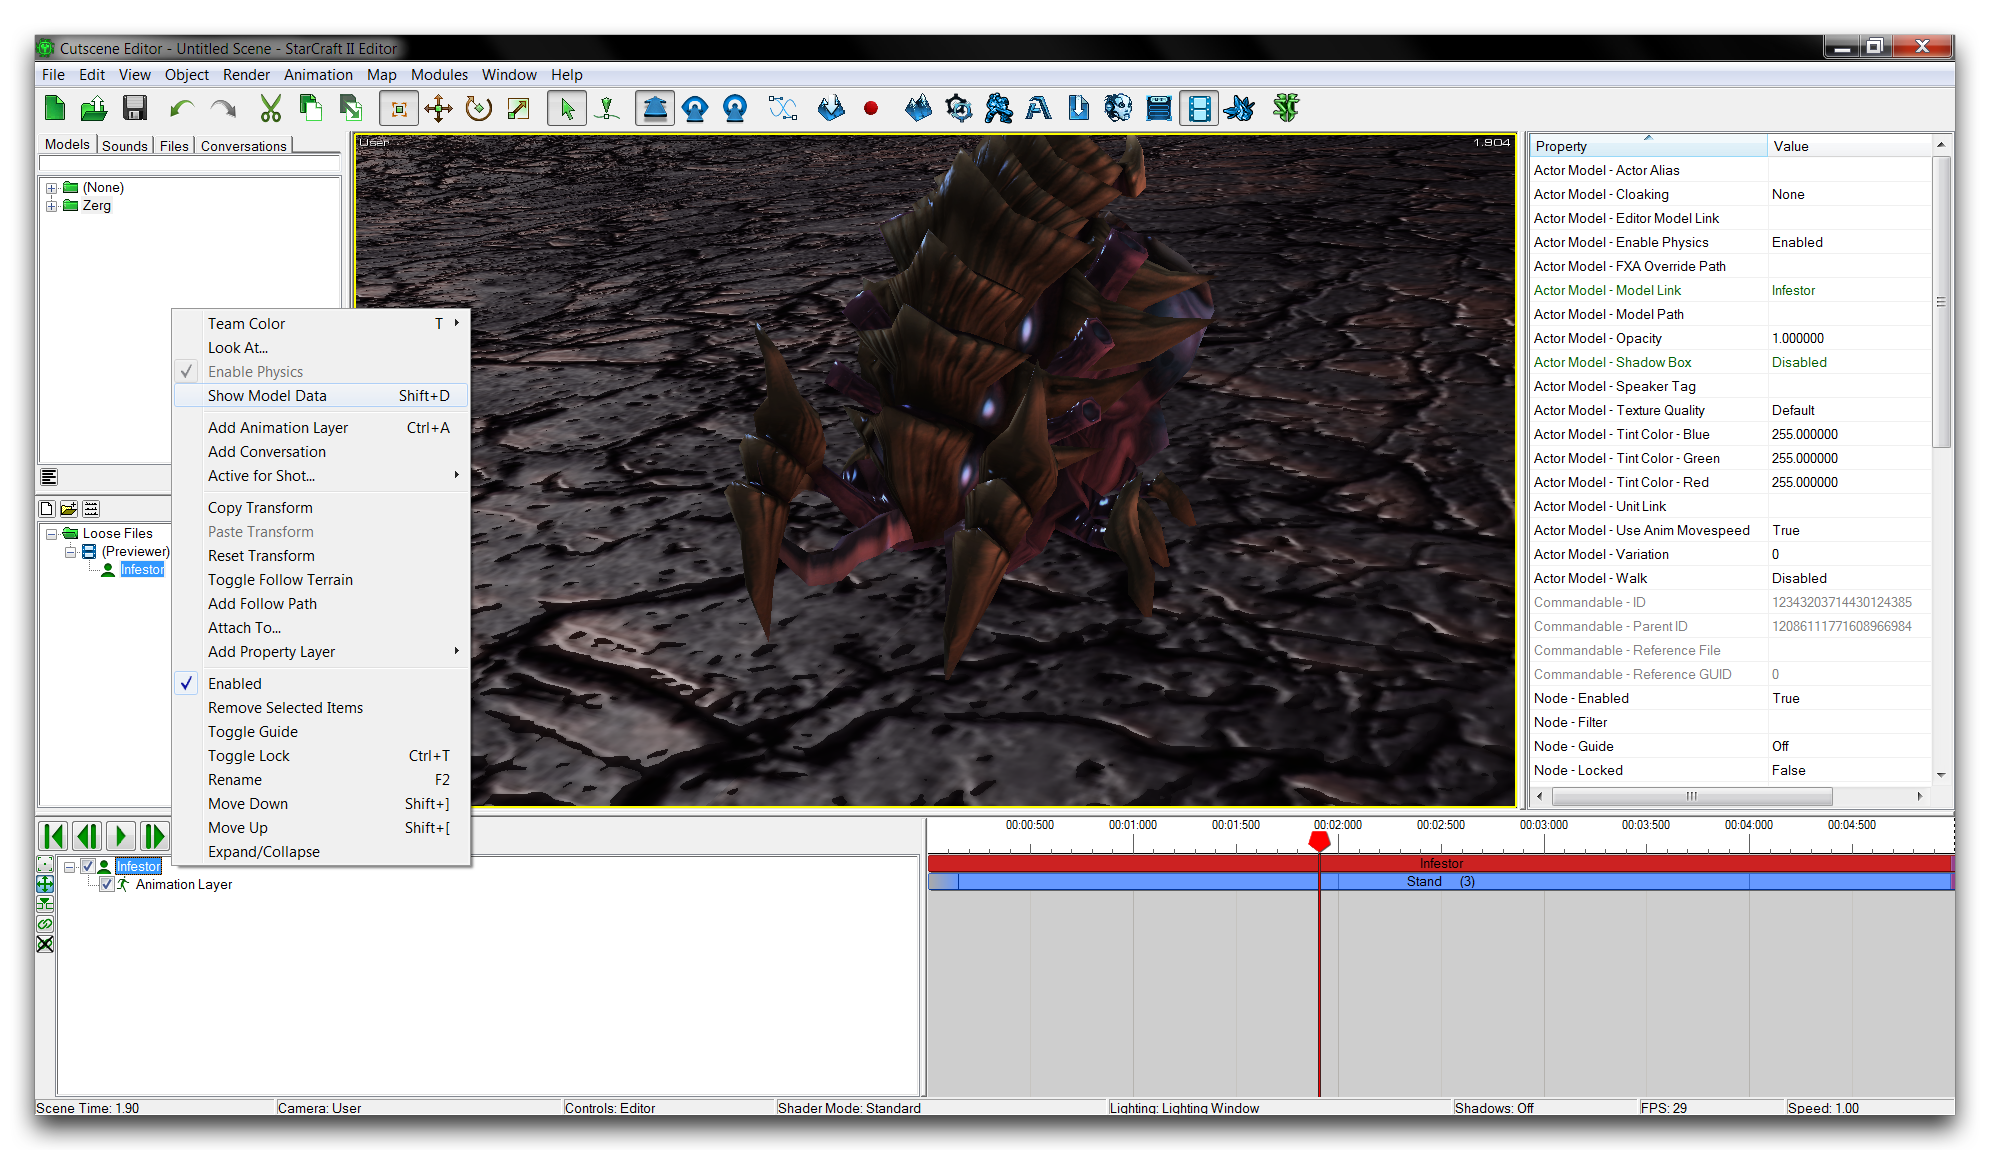 Cutscene Editor - Untitled Scene - StarCraft II Editor
File Edit View Object Render Animation Map Modules Window Help
Models Sounds Files Conversations
(None)
Zerg
User
1.904
Team Color T
Look At...
Enable Physics
Show Model Data Shift+D
Add Animation Layer Ctrl+A
Add Conversation
Active for Shot...
Copy Transform
Paste Transform
Reset Transform
Toggle Follow Terrain
Add Follow Path
Attach To...
Add Property Layer
Enabled
Remove Selected Items
Toggle Guide
Toggle Lock Ctrl+T
Rename F2
Move Down Shift+]
Move Up Shift+[
Expand/Collapse
Loose Files
(Previewer)
Infestor
Property Value
Actor Model - Actor Alias
Actor Model - Cloaking None
Actor Model - Editor Model Link
Actor Model - Enable Physics Enabled
Actor Model - FXA Override Path
Actor Model - Model Link Infestor
Actor Model - Model Path
Actor Model - Opacity 1.000000
Actor Model - Shadow Box Disabled
Actor Model - Speaker Tag
Actor Model - Texture Quality Default
Actor Model - Tint Color - Blue 255.000000
Actor Model - Tint Color - Green 255.000000
Actor Model - Tint Color - Red 255.000000
Actor Model - Unit Link
Actor Model - Use Anim Movespeed True
Actor Model - Variation 0
Actor Model - Walk Disabled
Commandable - ID 12343203714430124385
Commandable - Parent ID 12086111771608966984
Commandable - Reference File
Commandable - Reference GUID 0
Node - Enabled True
Node - Filter
Node - Guide Off
Node - Locked False
00:00:500 00:01:000 00:01:500 00:02:000 00:02:500 00:03:000 00:03:500 00:04:000 00:04:500
Infestor
Animation Layer
Infestor
Stand (3)
Scene Time: 1.90 Camera: User Controls: Editor Shader Mode: Standard Lighting: Lighting Window Shadows: Off FPS: 29 Speed: 1.00